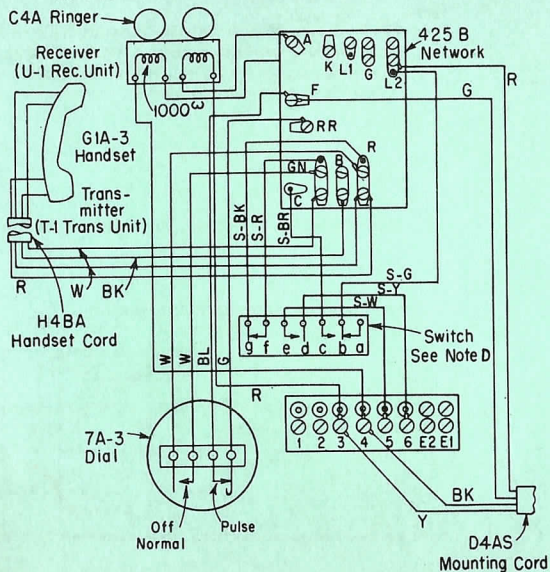 C4A Ringer
Receiver
(U-1 Rec. Unit)
1000 ω
G1A-3
Handset
Trans-
mitter
(T-1 Trans Unit)
R
W
BK
H4BA
Handset Cord
A
K
L1
G
L2
425 B
Network
R
G
F
RR
R
GN
B
C
S-BK
S-R
S-BR
S-G
S-Y
S-W
g f e d c b a
Switch
See Note D
W
W
BL
G
R
7A-3
Dial
Off
Normal
Pulse
1 2 3 4 5 6 E2 E1
BK
Y
D4AS
Mounting Cord